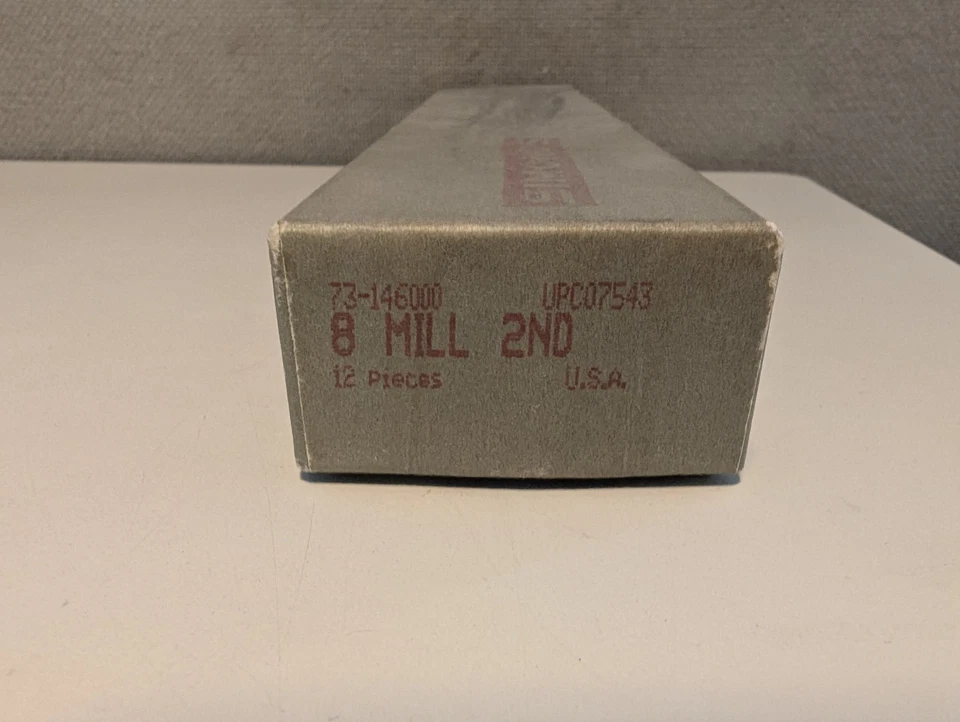 73-146000 UPC07543
8 MILL 2ND
12 Pieces U.S.A.